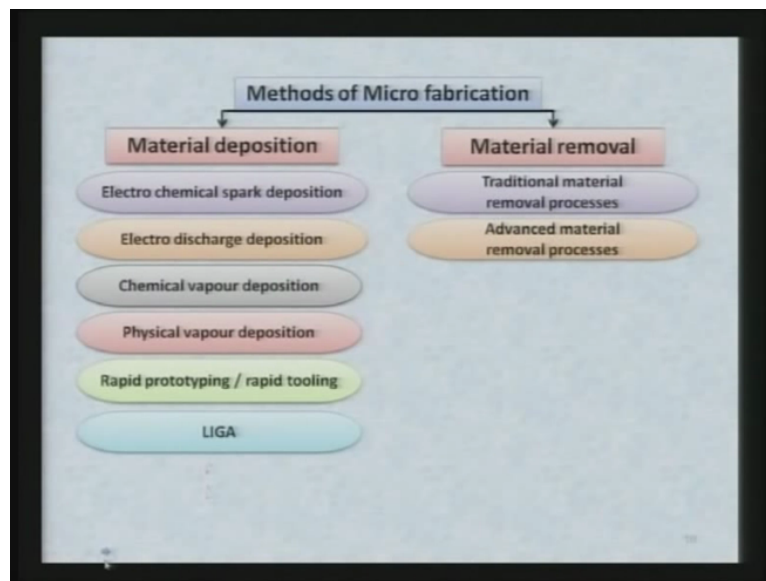 Methods of Micro fabrication
Material deposition
Electro chemical spark deposition
Electro discharge deposition
Chemical vapour deposition
Physical vapour deposition
Rapid prototyping / rapid tooling
LIGA
Material removal
Traditional material
removal processes
Advanced material
removal processes